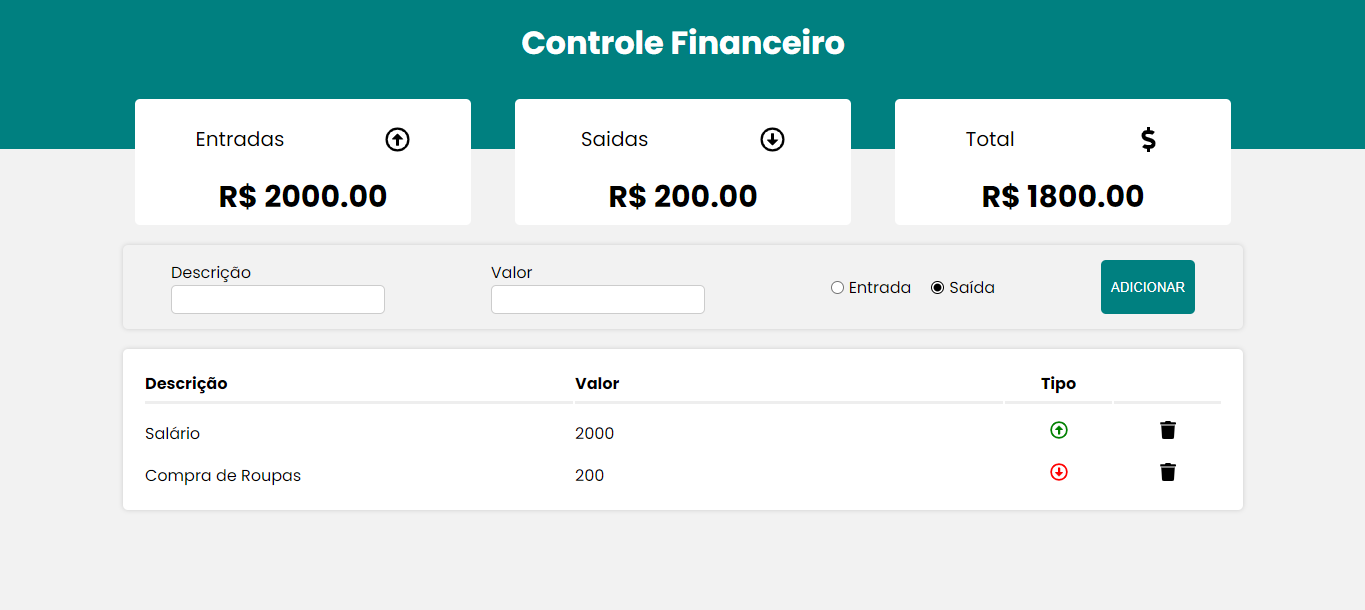 Controle Financeiro
Entradas
R$ 2000.00
Saidas
R$ 200.00
Total
R$ 1800.00
Descrição
Valor
Entrada
Saída
ADICIONAR
Descrição Valor Tipo
Salário 2000
Compra de Roupas 200